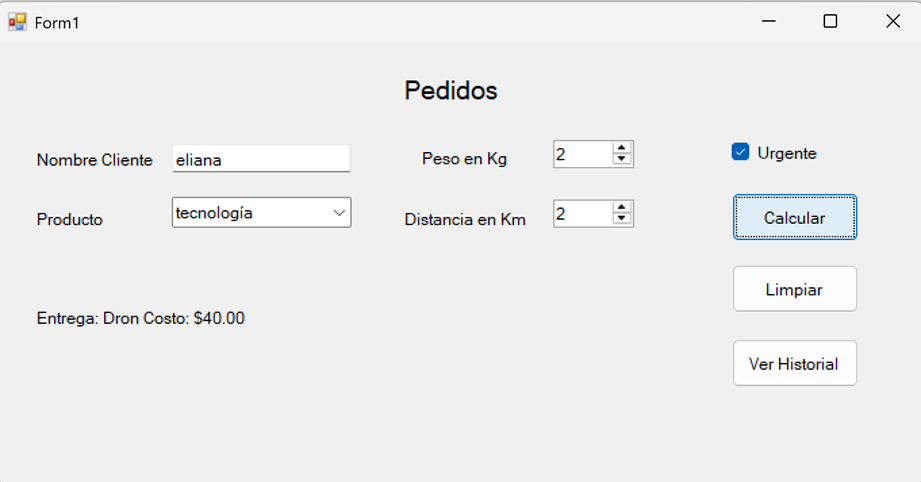 Form1
Pedidos
Nombre Cliente eliana
Peso en Kg 2
Urgente
Producto tecnología
Distancia en Km 2
Calcular
Limpiar
Entrega: Dron Costo: $40.00
Ver Historial